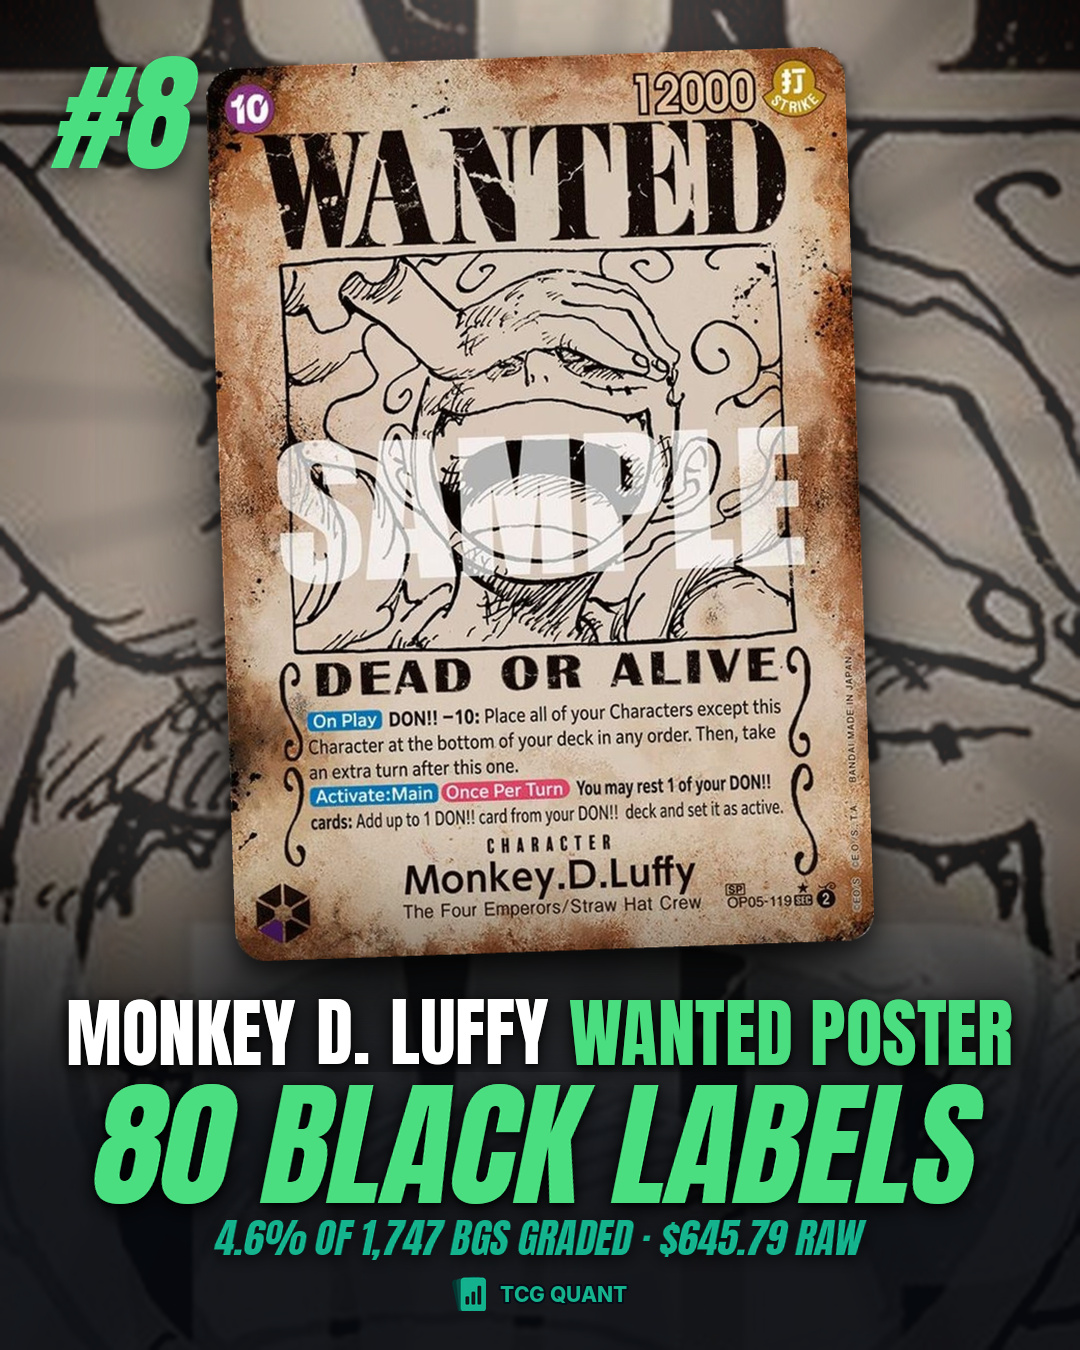 #8
10
12000
打
STRIKE
WANTED
SAMPLE
DEAD OR ALIVE
On Play DON!! −10: Place all of your Characters except this
Character at the bottom of your deck in any order. Then, take
an extra turn after this one.
Activate:Main Once Per Turn You may rest 1 of your DON!!
cards: Add up to 1 DON!! card from your DON!! deck and set it as active.
CHARACTER
Monkey.D.Luffy
The Four Emperors/Straw Hat Crew
SP
OP05-119 SEC 2
©E.O/S. ©E.O./S.,T.A. BANDAI MADE IN JAPAN
MONKEY D. LUFFY WANTED POSTER
80 BLACK LABELS
4.6% OF 1,747 BGS GRADED · $645.79 RAW
TCG QUANT